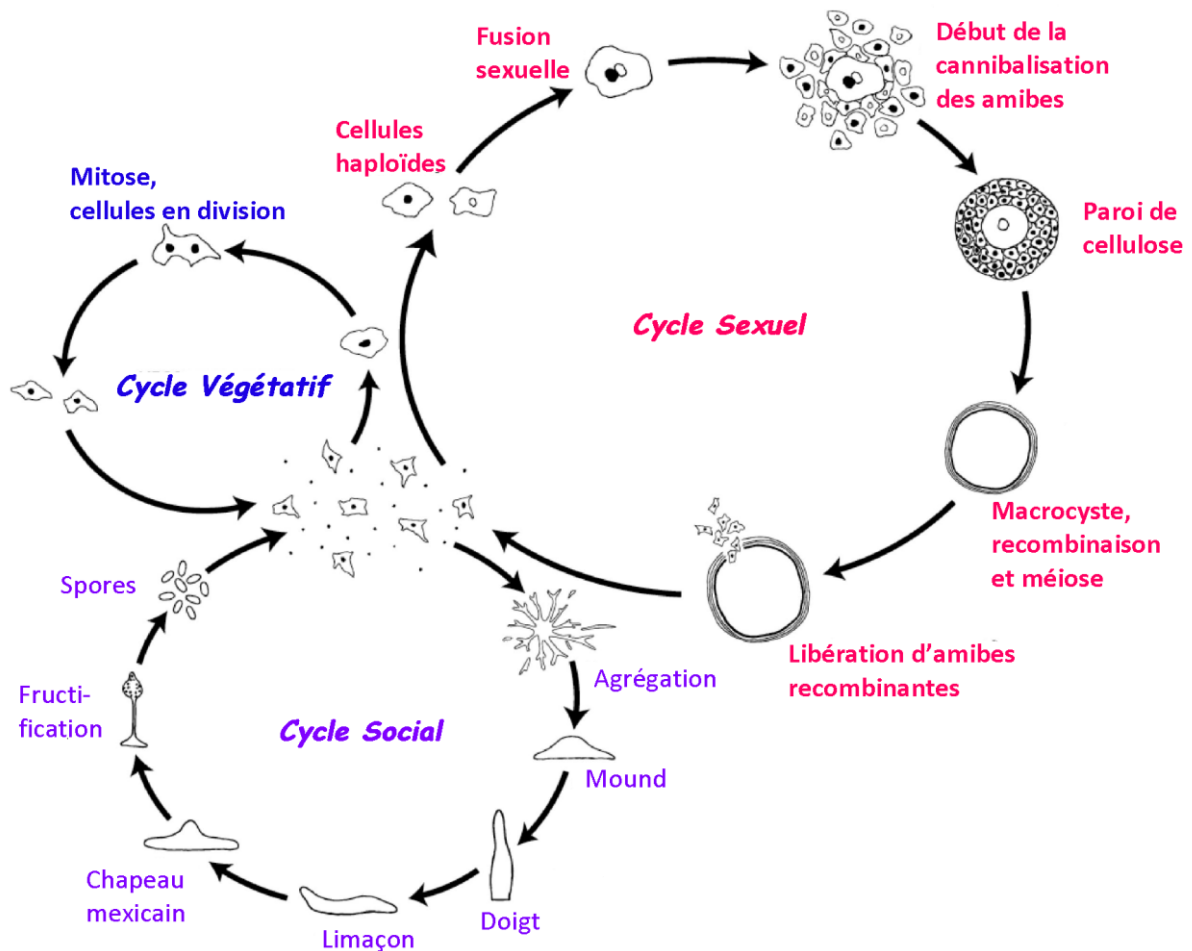 Fusion
sexuelle
Début de la
cannibalisation
des amibes
Cellules
haploïdes
Mitose,
cellules en division
Paroi de
cellulose
Cycle Sexuel
Cycle Végétatif
Macrocyste,
recombinaison
et méiose
Libération d’amibes
recombinantes
Spores
Agrégation
Fructi-
fication
Cycle Social
Mound
Chapeau
mexicain
Limaçon
Doigt